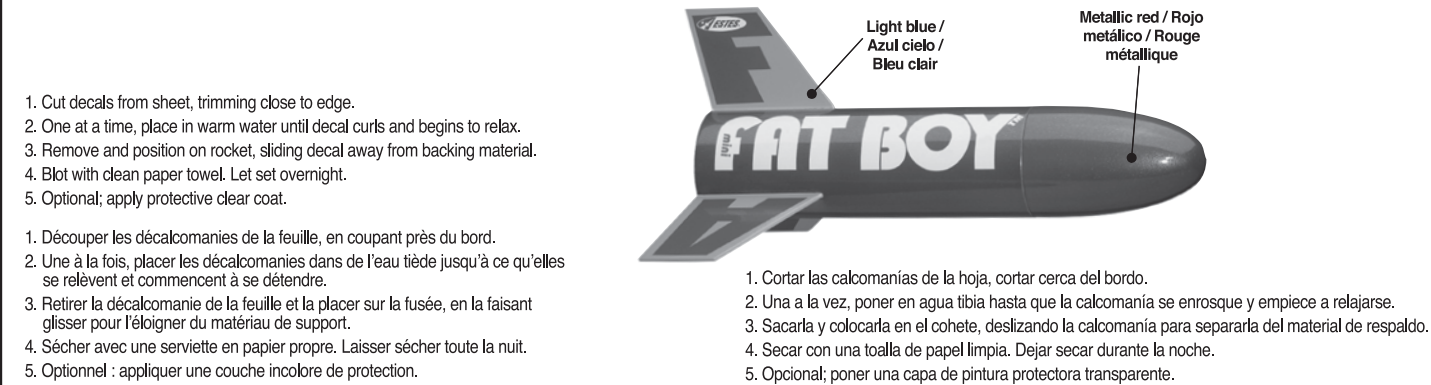 1. Cut decals from sheet, trimming close to edge.
2. One at a time, place in warm water until decal curls and begins to relax.
3. Remove and position on rocket, sliding decal away from backing material.
4. Blot with clean paper towel. Let set overnight.
5. Optional; apply protective clear coat.
1. Découper les décalcomanies de la feuille, en coupant près du bord.
2. Une à la fois, placer les décalcomanies dans de l'eau tiède jusqu'à ce qu'elles
se relèvent et commencent à se détendre.
3. Retirer la décalcomanie de la feuille et la placer sur la fusée, en la faisant
glisser pour l'éloigner du matériau de support.
4. Sécher avec une serviette en papier propre. Laisser sécher toute la nuit.
5. Optionnel : appliquer une couche incolore de protection.
Light blue /
Azul cielo /
Bleu clair
Metallic red / Rojo
metálico / Rouge
métallique
ESTES
F
mini
FAT BOY™
A
1. Cortar las calcomanías de la hoja, cortar cerca del bordo.
2. Una a la vez, poner en agua tibia hasta que la calcomanía se enrosque y empiece a relajarse.
3. Sacarla y colocarla en el cohete, deslizando la calcomanía para separarla del material de respaldo.
4. Secar con una toalla de papel limpia. Dejar secar durante la noche.
5. Opcional; poner una capa de pintura protectora transparente.